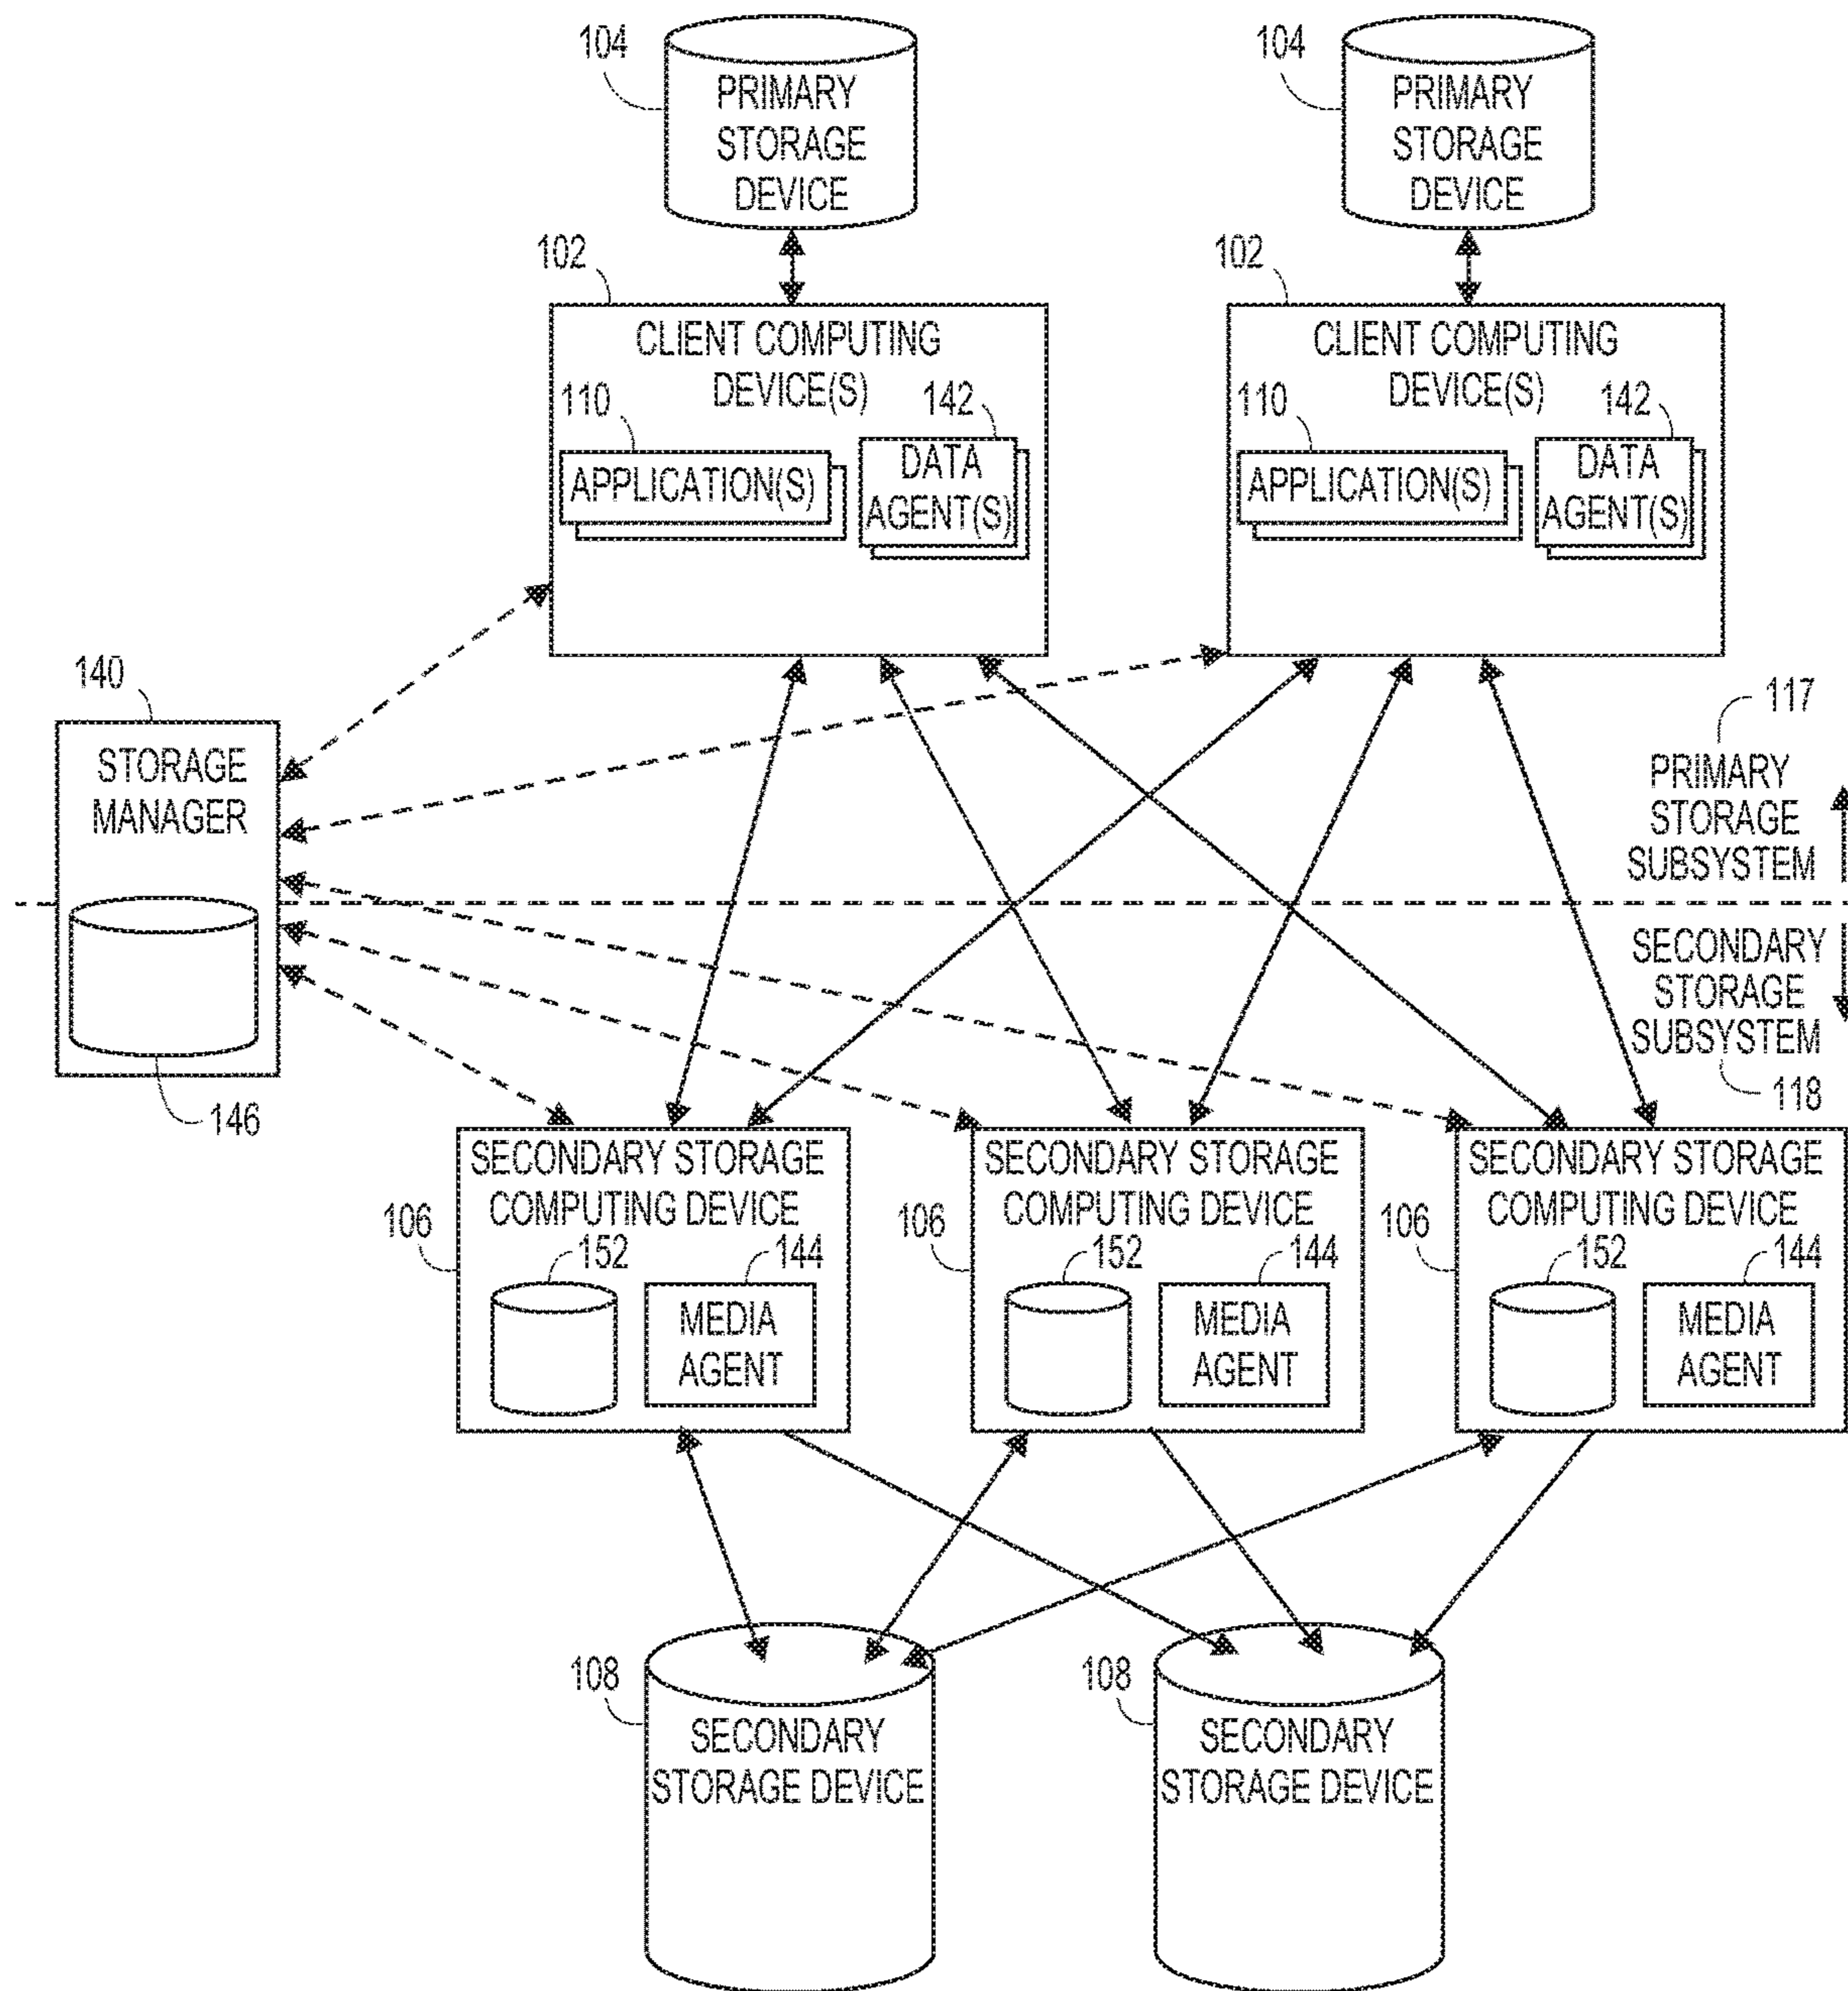 104
PRIMARY
STORAGE
DEVICE
104
PRIMARY
STORAGE
DEVICE
102
CLIENT COMPUTING
DEVICE(S)
110
142
APPLICATION(S)
DATA
AGENT(S)
102
CLIENT COMPUTING
DEVICE(S)
110
142
APPLICATION(S)
DATA
AGENT(S)
140
STORAGE
MANAGER
146
117
PRIMARY
STORAGE
SUBSYSTEM
SECONDARY
STORAGE
SUBSYSTEM
118
106
SECONDARY STORAGE
COMPUTING DEVICE
152
144
MEDIA
AGENT
106
SECONDARY STORAGE
COMPUTING DEVICE
152
144
MEDIA
AGENT
106
SECONDARY STORAGE
COMPUTING DEVICE
152
144
MEDIA
AGENT
108
SECONDARY
STORAGE DEVICE
108
SECONDARY
STORAGE DEVICE